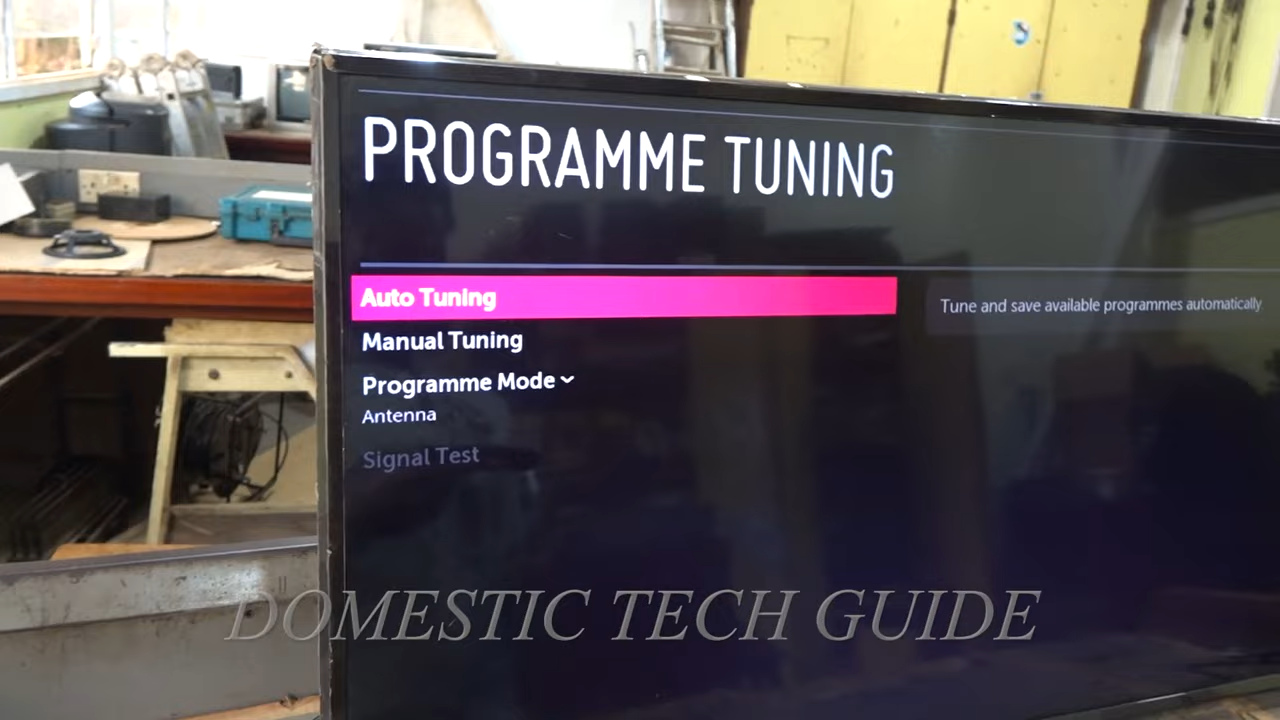 PROGRAMME TUNING
Auto Tuning
Tune and save available programmes automatically
Manual Tuning
Programme Mode
Antenna
Signal Test
DOMESTIC TECH GUIDE